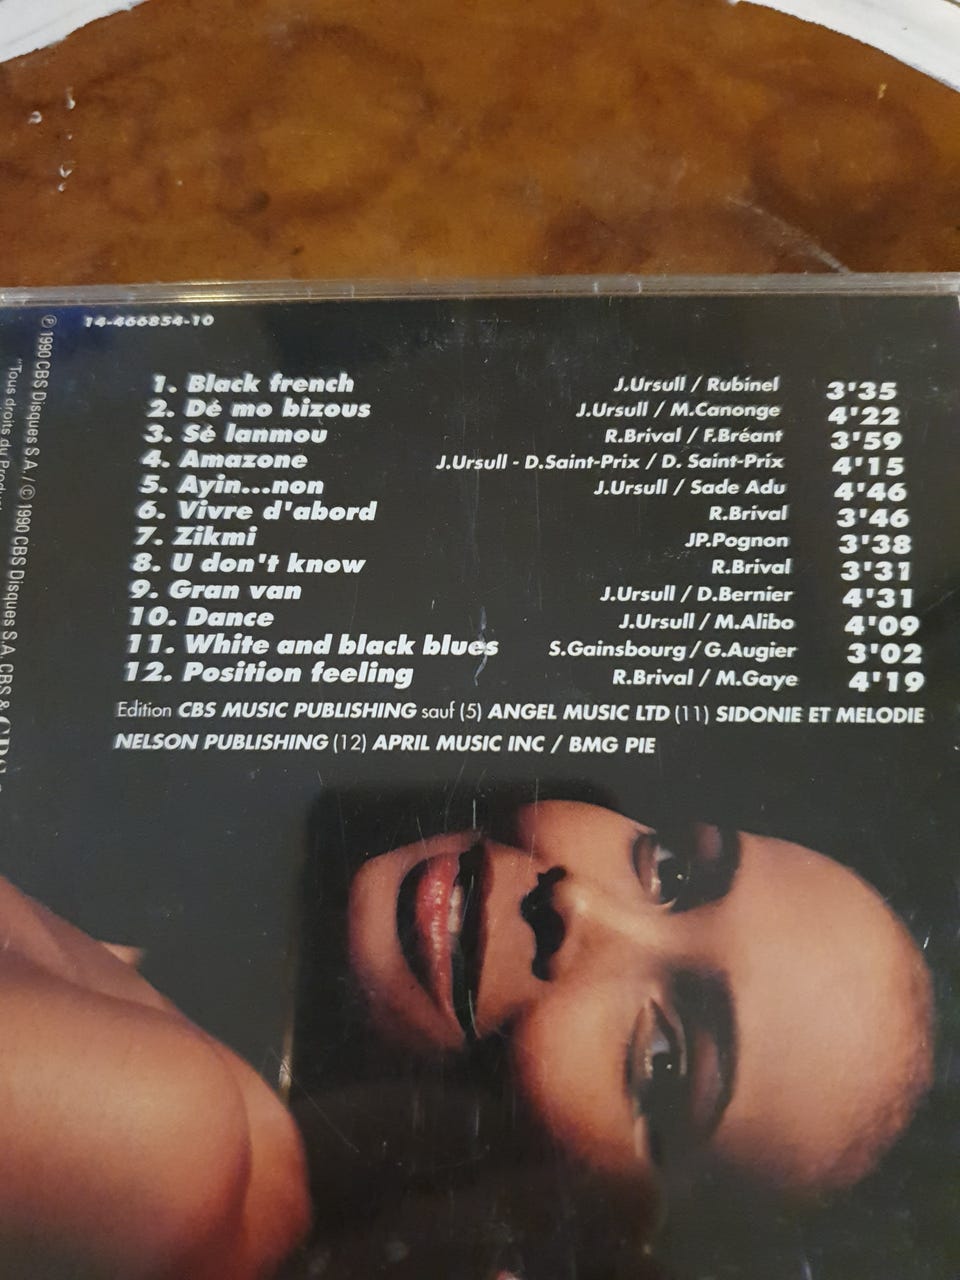 14-466854-10
1. Black french J.Ursull / Rubinel 3'35
2. Dé mo bizous J.Ursull / M.Canonge 4'22
3. Sé lanmou R.Brival / F.Bréant 3'59
4. Amazone J.Ursull - D.Saint-Prix / D. Saint-Prix 4'15
5. Ayin...non J.Ursull / Sade Adu 4'46
6. Vivre d'abord R.Brival 3'46
7. Zikmi JP.Pognon 3'38
8. U don't know R.Brival 3'31
9. Gran van J.Ursull / D.Bernier 4'31
10. Dance J.Ursull / M.Alibo 4'09
11. White and black blues S.Gainsbourg / G.Augier 3'02
12. Position feeling R.Brival / M.Gaye 4'19
Edition CBS MUSIC PUBLISHING sauf (5) ANGEL MUSIC LTD (11) SIDONIE ET MELODIE
NELSON PUBLISHING (12) APRIL MUSIC INC / BMG PIE
℗ 1990 CBS Disques S.A. / © 1990 CBS Disques S.A. CBS &
"Tous droits du